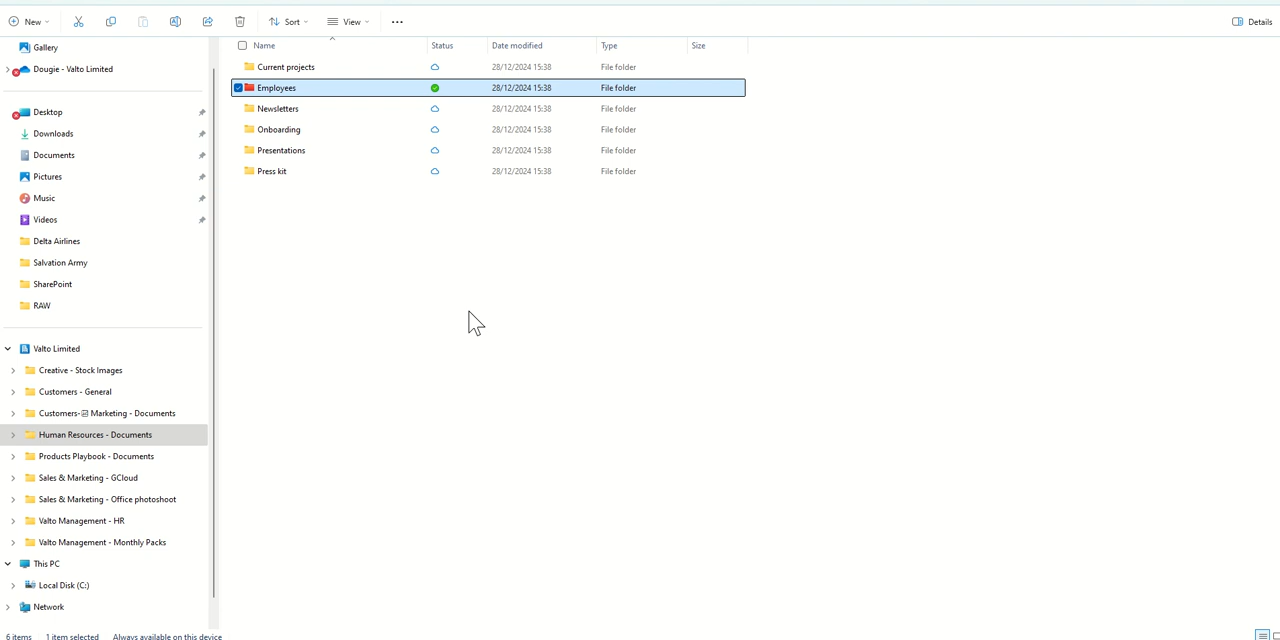 New Sort View ••• Details
Name Status Date modified Type Size
Gallery
Dougie - Valto Limited
Desktop
Downloads
Documents
Pictures
Music
Videos
Delta Airlines
Salvation Army
SharePoint
RAW
Valto Limited
Creative - Stock Images
Customers - General
Customers- Marketing - Documents
Human Resources - Documents
Products Playbook - Documents
Sales & Marketing - GCloud
Sales & Marketing - Office photoshoot
Valto Management - HR
Valto Management - Monthly Packs
This PC
Local Disk (C:)
Network
Current projects 28/12/2024 15:38 File folder
Employees 28/12/2024 15:38 File folder
Newsletters 28/12/2024 15:38 File folder
Onboarding 28/12/2024 15:38 File folder
Presentations 28/12/2024 15:38 File folder
Press kit 28/12/2024 15:38 File folder
6 items 1 item selected Always available on this device